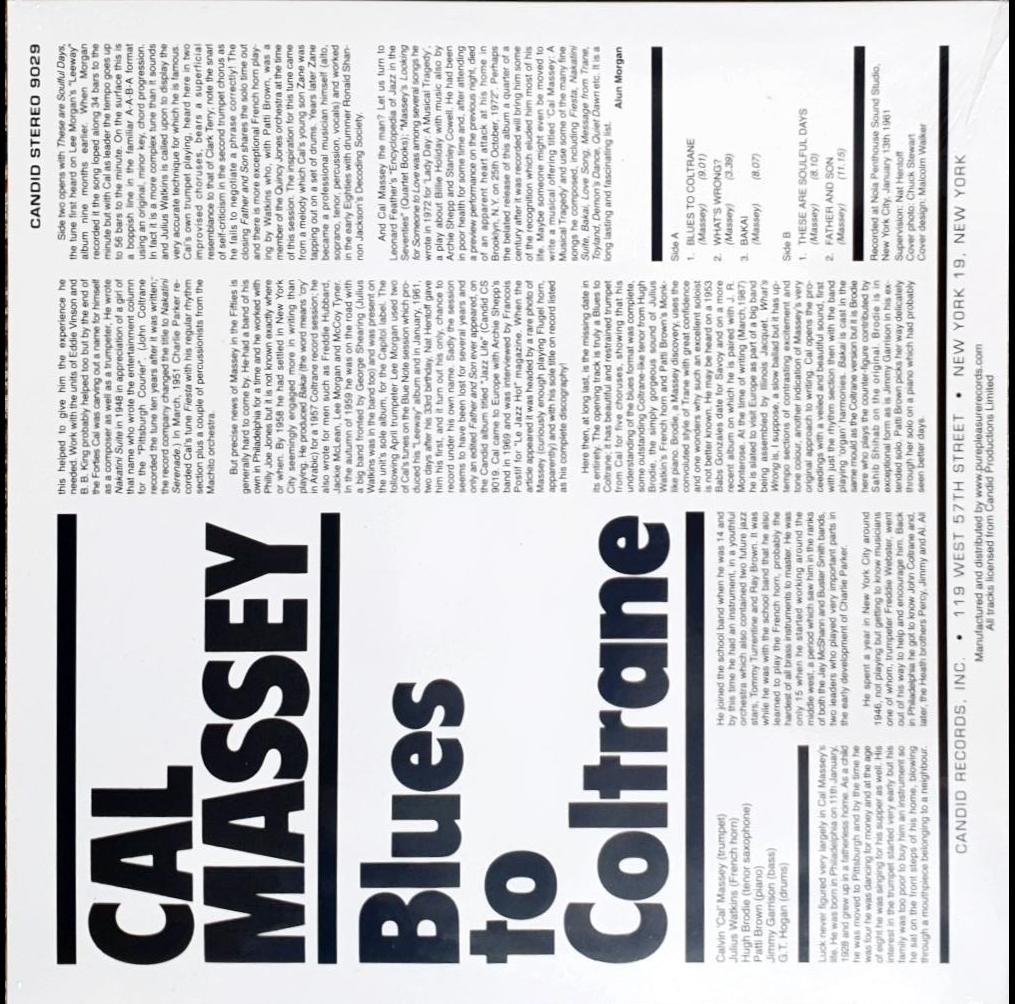 CANDID STEREO 9029
CAL
MASSEY
Blues
to
Coltrane
Calvin 'Cal' Massey (trumpet)
Julius Watkins (French horn)
Hugh Brodie (tenor saxophone)
Patti Brown (piano)
Jimmy Garrison (bass)
G.T. Hogan (drums)
Luck never figured very largely in Cal Massey's
life. He was born in Philadelphia on 11th January,
1928 and grew up in a fatherless home. As a child
he was moved to Pittsburgh and by the time he
was four he was dancing for money and at the age
of eight he was singing for his supper as well. His
interest in the trumpet started very early but his
family was too poor to buy him an instrument so
he sat on the front steps of his home, blowing
through a mouthpiece belonging to a neighbour.
He joined the school band when he was 14 and
by this time he had an instrument, in a youthful
orchestra which also contained two future jazz
stars, Tommy Turrentine and Ray Brown. It was
while he was with the school band that he also
learned to play the French horn, probably the
hardest of all brass instruments to master. He was
only 15 when he started working around the
middle west, a period which saw him in the ranks
of both the Jay McShann and Buster Smith bands,
two leaders who played very important parts in
the early development of Charlie Parker.
He spent a year in New York City around
1946, not playing but getting to know musicians
one of whom, trumpeter Freddie Webster, went
out of his way to help and encourage him. Back
in Philadelphia he got to know John Coltrane and,
later, the Heath brothers Percy, Jimmy and Al. All
this helped to give him the experience he
needed. Work with the units of Eddie Vinson and
B. B. King probably helped too but by the end of
the Forties Cal was carving out a name for himself
as a composer as well as a trumpeter. He wrote
Nakatini Suite in 1948 in appreciation of a girl of
that name who wrote the entertainment column
for the "Pittsburgh Courier". (John Coltrane
recorded the tune ten years after it was written;
the record company changed the title to Nakatini
Serenade.) In March, 1951 Charlie Parker re-
corded Cal's tune Fiesta with his regular rhythm
section plus a couple of percussionists from the
Machito orchestra.
But precise news of Massey in the Fifties is
generally hard to come by. He had a band of his
own in Philadelphia for a time and he worked with
Philly Joe Jones but it is not known exactly where
or when. By 1958 he had settled in New York
City seemingly engaged more in writing than
playing. He produced Bakai (the word means 'cry'
in Arabic) for a 1957 Coltrane record session; he
also wrote for men such as Freddie Hubbard,
Jackie McLean, Lee Morgan and McCoy Tyner.
In the autumn of 1959 he was on the road with
a big band fronted by George Shearing (Julius
Watkins was in the band too) and was present on
the unit's sole album, for the Capitol label. The
following April trumpeter Lee Morgan used two
of Cal's tunes on the Blue Note session which pro-
duced his "Leeway" album and in January, 1961,
two days after his 33rd birthday, Nat Hentoff gave
him his first, and it turn out his only, chance to
record under his own name. Sadly the session
seems to have been lost for several years and
only an edited Father and Son ever appeared, on
the Candid album titled "Jazz Life" (Candid CS
9019. Cal came to Europe with Archie Shepp's
band in 1969 and was interviewed by Francois
Postif for "Le Jazz Hot" magazine. When the
article appeared it was headed by a rare photo of
Massey (curiously enough playing Flugel horn,
apparently) and with his sole title on record listed
as his complete discography!
Here then, at long last, is the missing date in
its entirety. The opening track is truly a Blues to
Coltrane; it has beautiful and restrained trumpet
from Cal for five choruses, showing that his
understanding of the blues format was complete,
some outstanding Coltrane-like tenor from Hugh
Brodie, the simply gorgeous sound of Julius
Watkin's French horn and Patti Brown's Monk-
like piano. Brodie, a Massey discovery, uses the
complete range of his horn with great confidence
and one wonders why such an excellent soloist
is not better known. He may be heard on a 1953
Babs Gonzales date for Savoy and on a more
recent album on which he is paired with J. R.
Monterose. At the time of writing (March, 1987)
he is slated to visit Europe as part of a big band
being assembled by Illinois Jacquet. What's
Wrong is, I suppose, a slow ballad but it has up-
tempo sections of contrasting excitement and
tone colour, another indication of Massey's very
original approach to writing. Cal opens the pro-
ceedings with a veiled and beautiful sound, first
with just the rhythm section, then with the band
playing 'organ' harmonies. Bakai is cast in the
same mould as the Coltrane version but it is Brodie
here who plays the counter-figure contributed by
Sahib Shihab on the original. Brodie is in
exceptional form as is Jimmy Garrison in his ex-
tended solo. Patti Brown picks her way delicately
through her solo on a piano which had probably
seen better days.
Side two opens with These are Soulful Days,
the tune first heard on Lee Morgan's "Leeway"
album nine months earlier. When Morgan
recorded it the song loped along 34 bars to the
minute but with Cal as leader the tempo goes up
to 56 bars to the minute. On the surface this is
a boppish line in the familiar A-A-B-A format
using an original, minor key, chord progression.
In fact it is a more complex tune than it sounds
and Julius Watkins is called upon to display the
very accurate technique for which he is famous.
Cal's own trumpet playing, heard here in two
improvised choruses, bears a superficial
resemblance to that of Clark Terry; note the snarl
of self-criticism in the second trumpet chorus as
he fails to negotiate a phrase correctly! The
closing Father and Son shares the solo time out
and there is more exceptional French horn play-
ing by Watkins who, with Patti Brown, was a
member of the Quincy Jones orchestra at the time
of this session. The inspiration for this tune came
from a melody which Cal's young son Zane was
tapping out on a set of drums. Years later Zane
became a professional musician himself (alto,
soprano, tenor, percussion, vocals) and worked
in the early Eighties with drummer Ronald Shan-
non Jackson's Decoding Society.
And Cal Massey the man? Let us turn to
Leonard Feather's "Encyclopedia of Jazz in the
Seventies" (Quartet Books): "Massey's Looking
for Someone to Love was among several songs he
wrote in 1972 for 'Lady Day: A Musical Tragedy',
a play about Billie Holiday, with music also by
Archie Shepp and Stanley Cowell. He had been
in poor health for some time and, after attending
a preview performance on the previous night, died
of an apparent heart attack at his home in
Brooklyn, N.Y. on 25th October, 1972". Perhaps
the belated release of this album a quarter of a
century after it was recorded will bring him some
of the recognition which eluded him most of his
life. Maybe someone might even be moved to
write a musical offering titled 'Cal Massey: A
Musical Tragedy and use some of the many fine
songs he composed, including Fiesta, Nakatini
Suite, Bakai, Love Song, Message from Trane,
Toyland, Demon's Dance, Quiet Dawn etc. It is a
long lasting and fascinating list.
Alun Morgan
Side A
1. BLUES TO COLTRANE
(Massey) (9.01)
2. WHAT'S WRONG?
(Massey) (3.39)
3. BAKAI
(Massey) (8.07)
Side B
1. THESE ARE SOULFUL DAYS
(Massey) (8.10)
2. FATHER AND SON
(Massey) (11.15)
Recorded at Nola Penthouse Sound Studio,
New York City, January 13th 1961
Supervision: Nat Hentoff
Cover photo: Chuck Stewart
Cover design: Malcolm Walker
CANDID RECORDS, INC. • 119 WEST 57TH STREET • NEW YORK 19, NEW YORK
Manufactured and distributed by www.purepleasurerecords.com
All tracks licensed from Candid Productions Limited